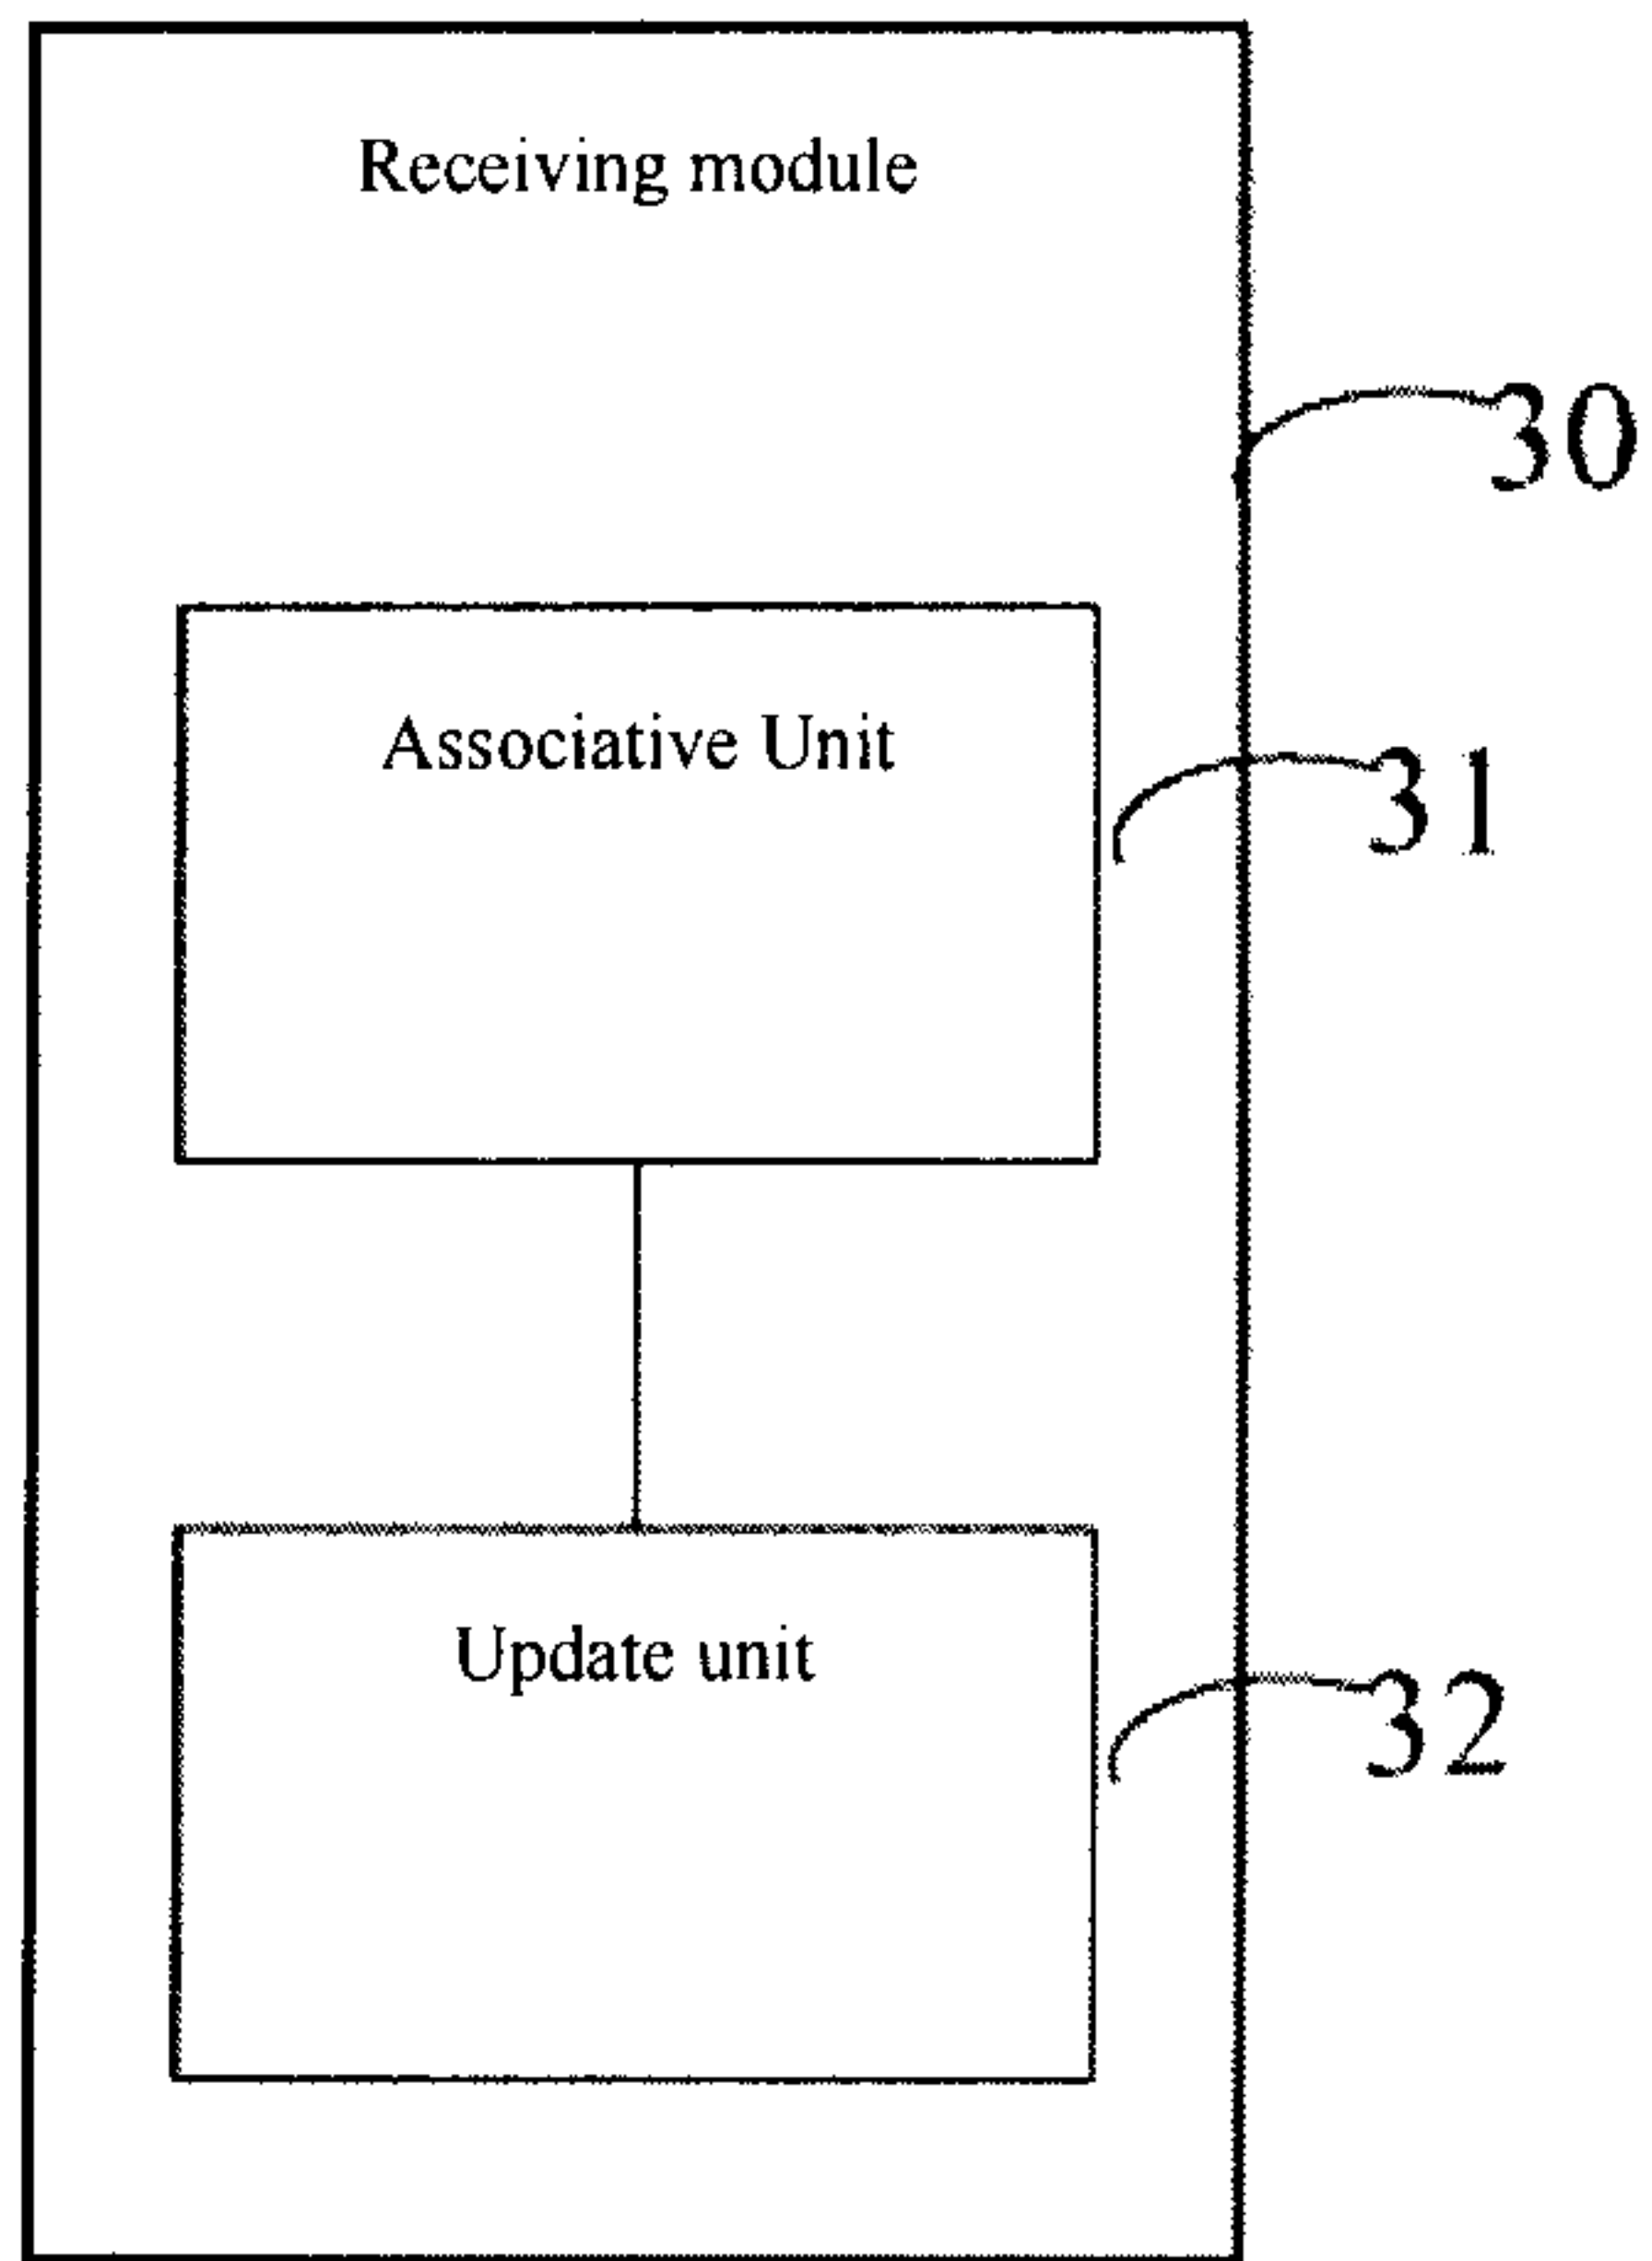 Receiving module
30
Associative Unit
31
Update unit
32